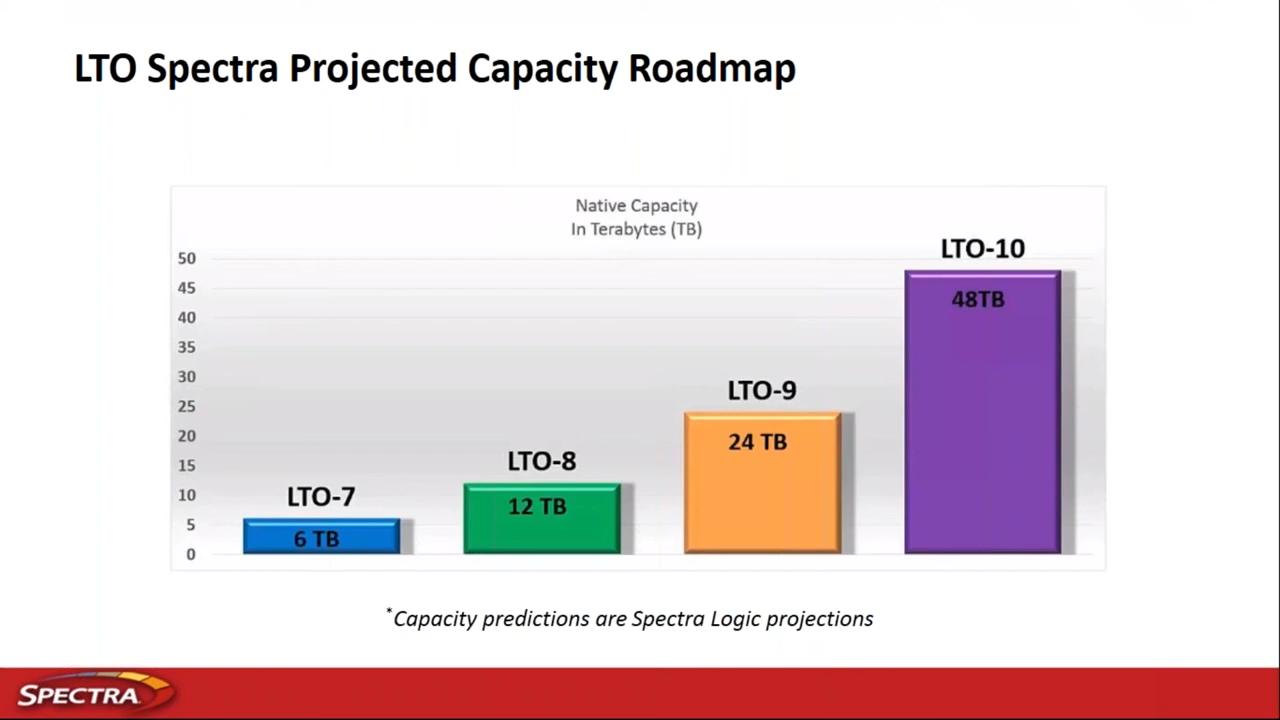 LTO Spectra Projected Capacity Roadmap
Native Capacity
In Terabytes (TB)
50
45
40
35
30
25
20
15
10
5
0
LTO-7
6 TB
LTO-8
12 TB
LTO-9
24 TB
LTO-10
48TB
*Capacity predictions are Spectra Logic projections
SPECTRA